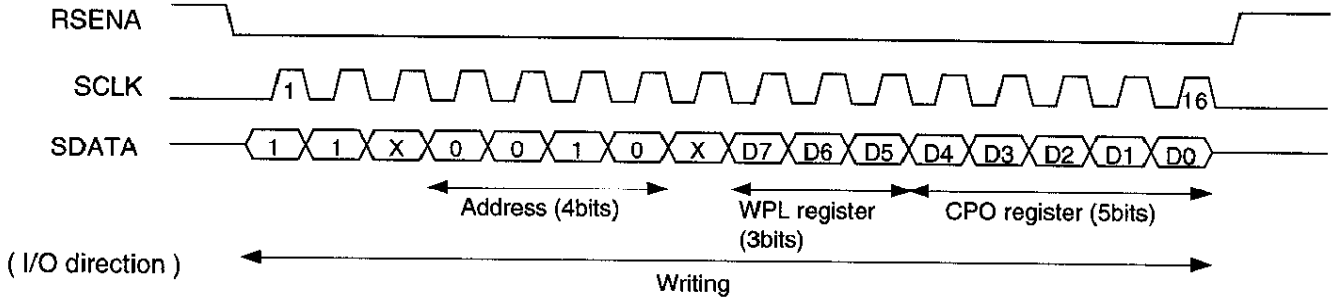 RSENA
SCLK 1 16
SDATA 1 1 X 0 0 1 0 X D7 D6 D5 D4 D3 D2 D1 D0
Address (4bits) WPL register CPO register (5bits)
(3bits)
( I/O direction )
Writing